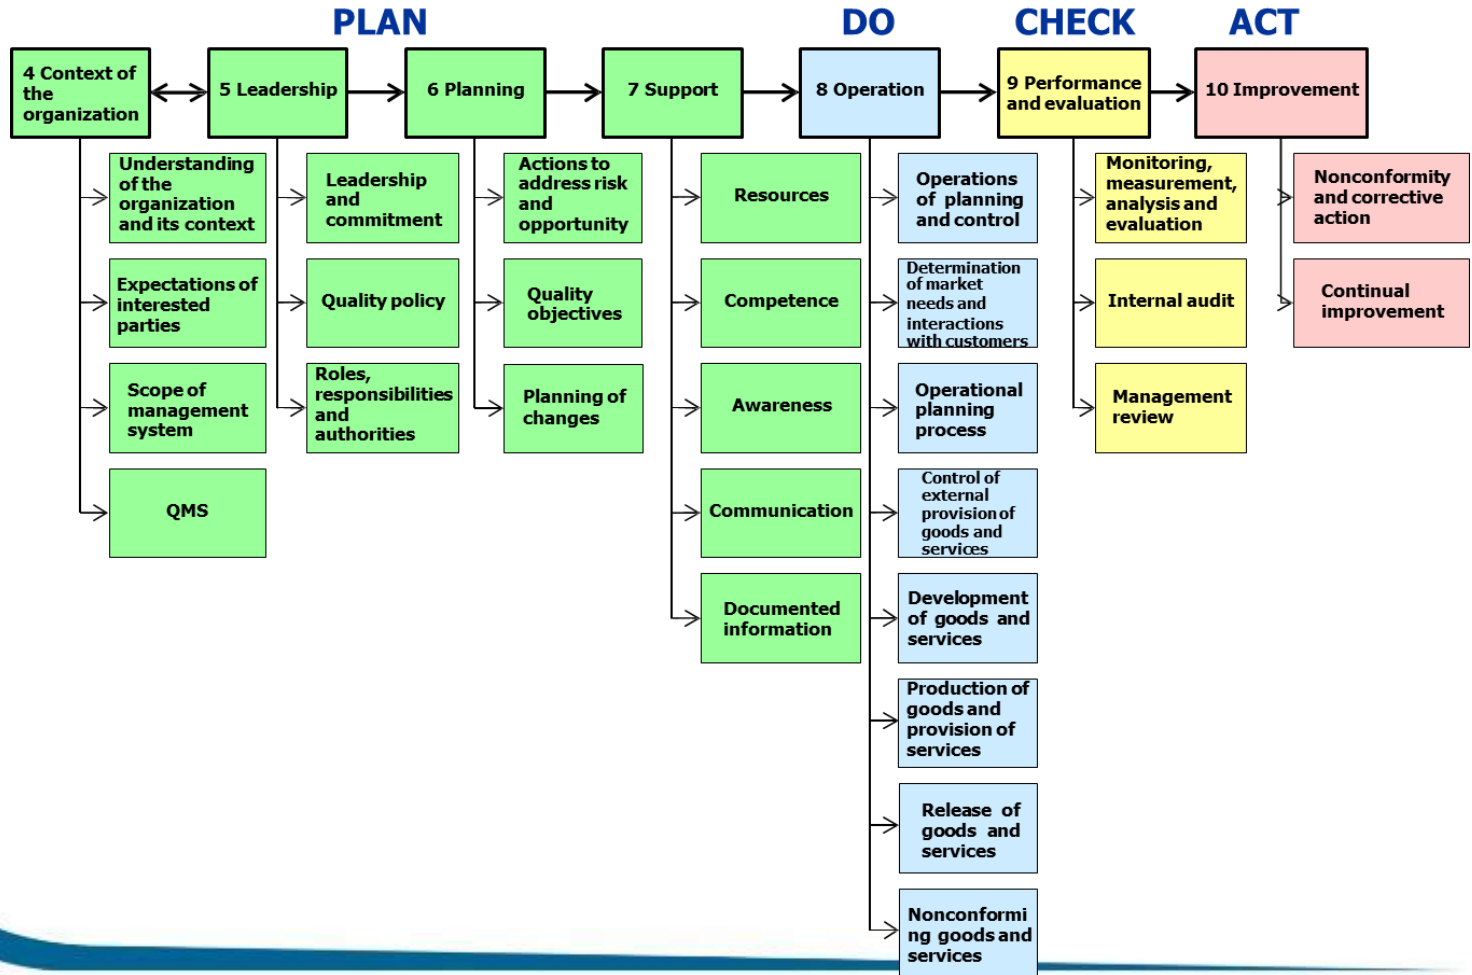 PLAN
DO
CHECK
ACT
4 Context of
the
organization
5 Leadership
6 Planning
7 Support
8 Operation
9 Performance
and evaluation
10 Improvement
Understanding
of the
organization
and its context
Expectations of
interested
parties
Scope of
management
system
QMS
Leadership
and
commitment
Quality policy
Roles,
responsibilities
and
authorities
Actions to
address risk
and
opportunity
Quality
objectives
Planning of
changes
Resources
Competence
Awareness
Communication
Documented
information
Operations
of planning
and control
Determination
of market
needs and
interactions
with customers
Operational
planning
process
Control of
external
provision of
goods and
services
Development
of goods and
services
Production of
goods and
provision of
services
Release of
goods and
services
Nonconformi
ng goods and
services
Monitoring,
measurement,
analysis and
evaluation
Internal audit
Management
review
Nonconformity
and corrective
action
Continual
improvement